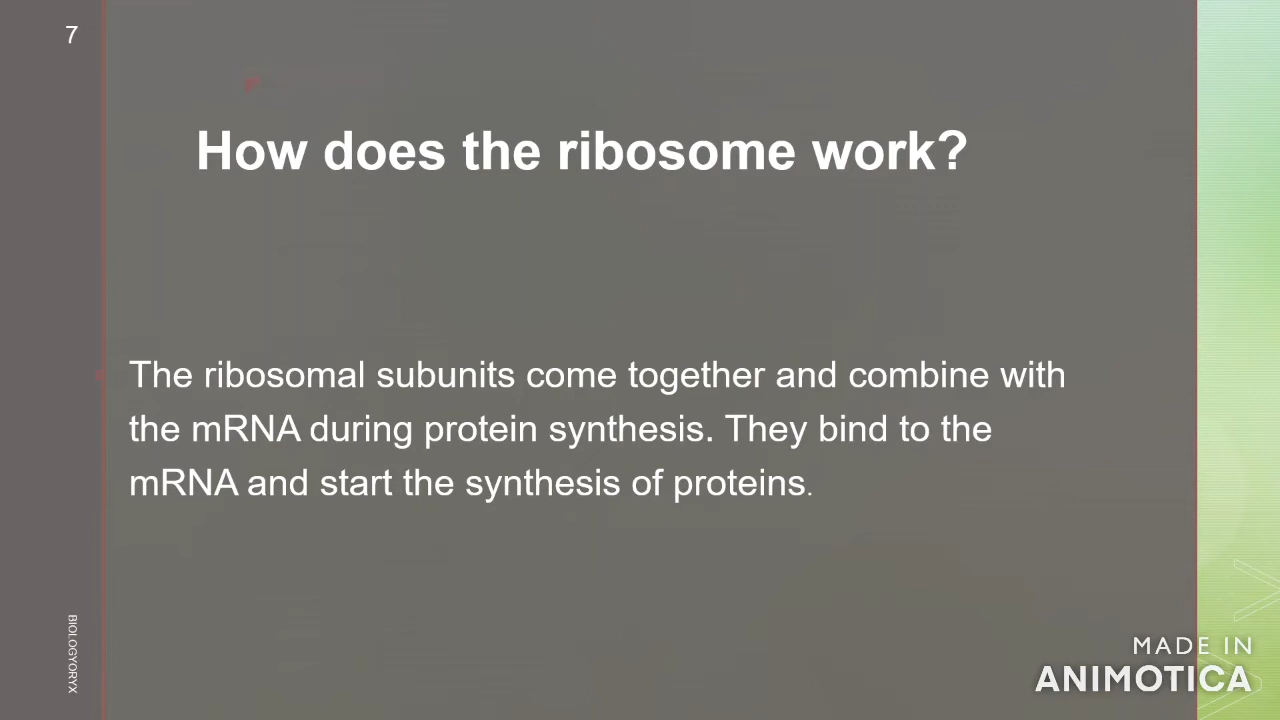 7
How does the ribosome work?
The ribosomal subunits come together and combine with
the mRNA during protein synthesis. They bind to the
mRNA and start the synthesis of proteins.
BIOLOGYORYX
MADE IN
ANIMOTICA